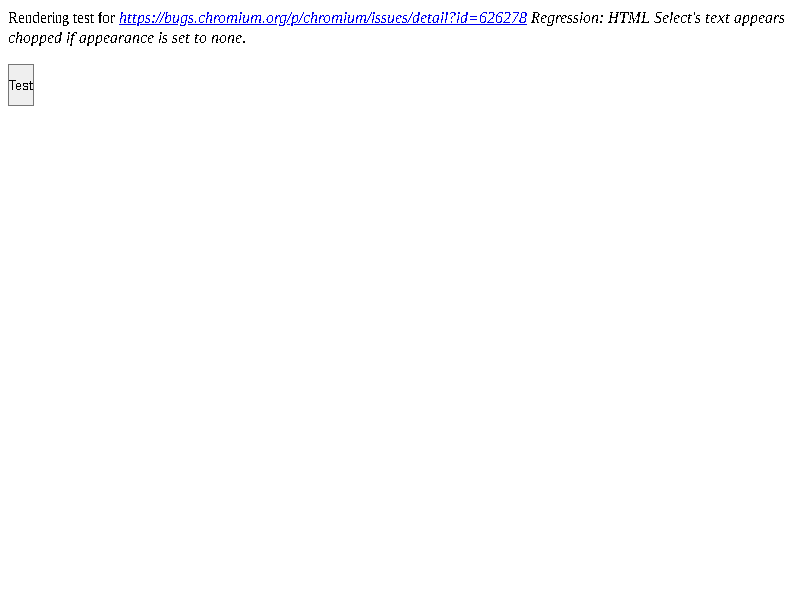 Rendering test for https://bugs.chromium.org/p/chromium/issues/detail?id=626278 Regression: HTML Select's text appears
chopped if appearance is set to none.
Test